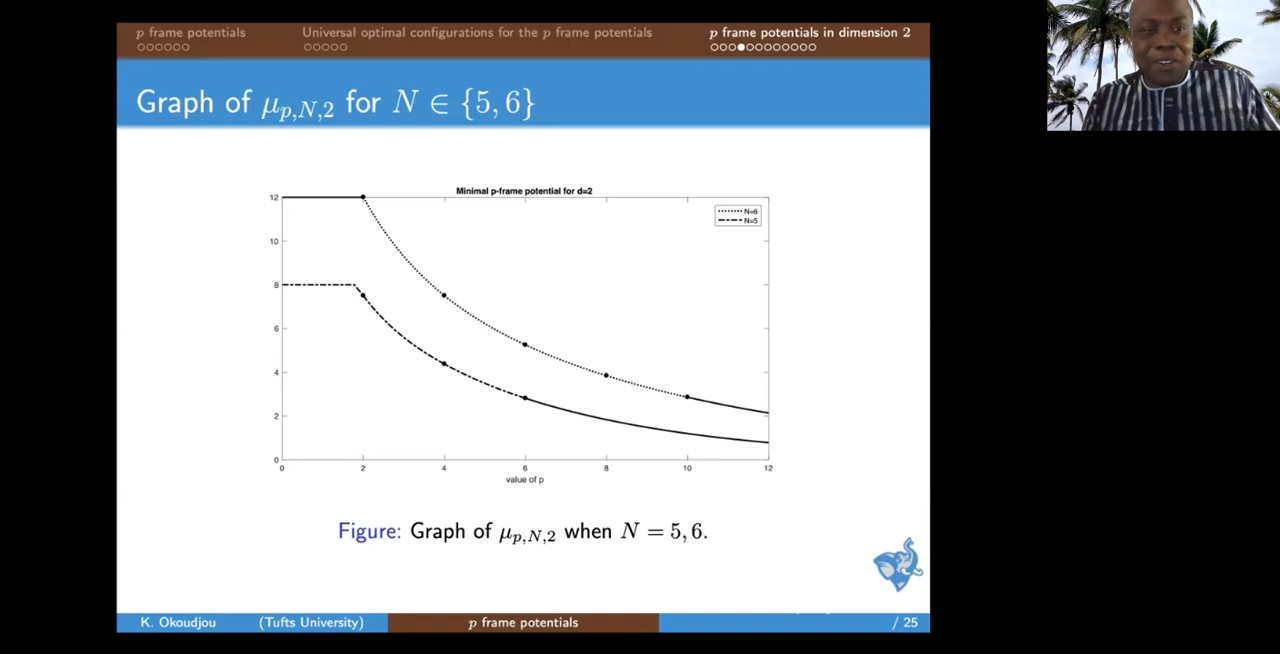 p frame potentials
Universal optimal configurations for the p frame potentials
p frame potentials in dimension 2
Graph of μ_{p,N,2} for N ∈ {5, 6}
Minimal p-frame potential for d=2
12
10
8
6
4
2
0
N=6
N=5
0 2 4 6 8 10 12
value of p
Figure: Graph of μ_{p,N,2} when N = 5, 6.
K. Okoudjou (Tufts University)
p frame potentials
/ 25